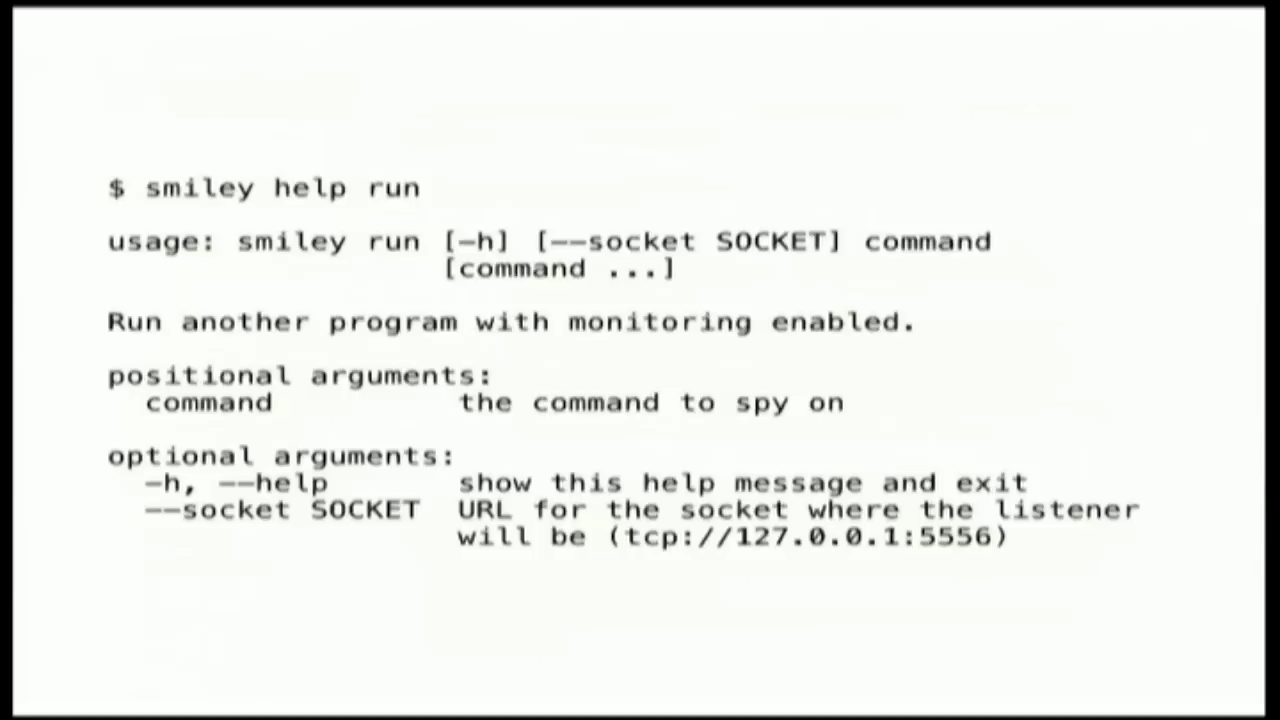 $ smiley help run
usage: smiley run [-h] [--socket SOCKET] command
[command ...]
Run another program with monitoring enabled.
positional arguments:
command the command to spy on
optional arguments:
-h, --help show this help message and exit
--socket SOCKET URL for the socket where the listener
will be (tcp://127.0.0.1:5556)